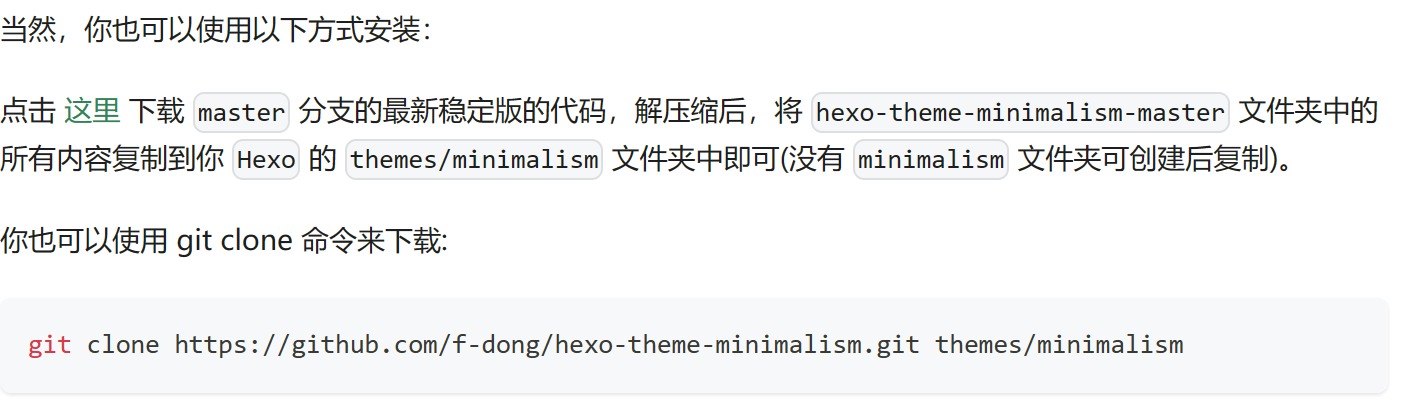 当然，你也可以使用以下方式安装：
点击 这里 下载 master 分支的最新稳定版的代码，解压缩后，将 hexo-theme-minimalism-master 文件夹中的
所有内容复制到你 Hexo 的 themes/minimalism 文件夹中即可(没有 minimalism 文件夹可创建后复制)。
你也可以使用 git clone 命令来下载:
git clone https://github.com/f-dong/hexo-theme-minimalism.git themes/minimalism